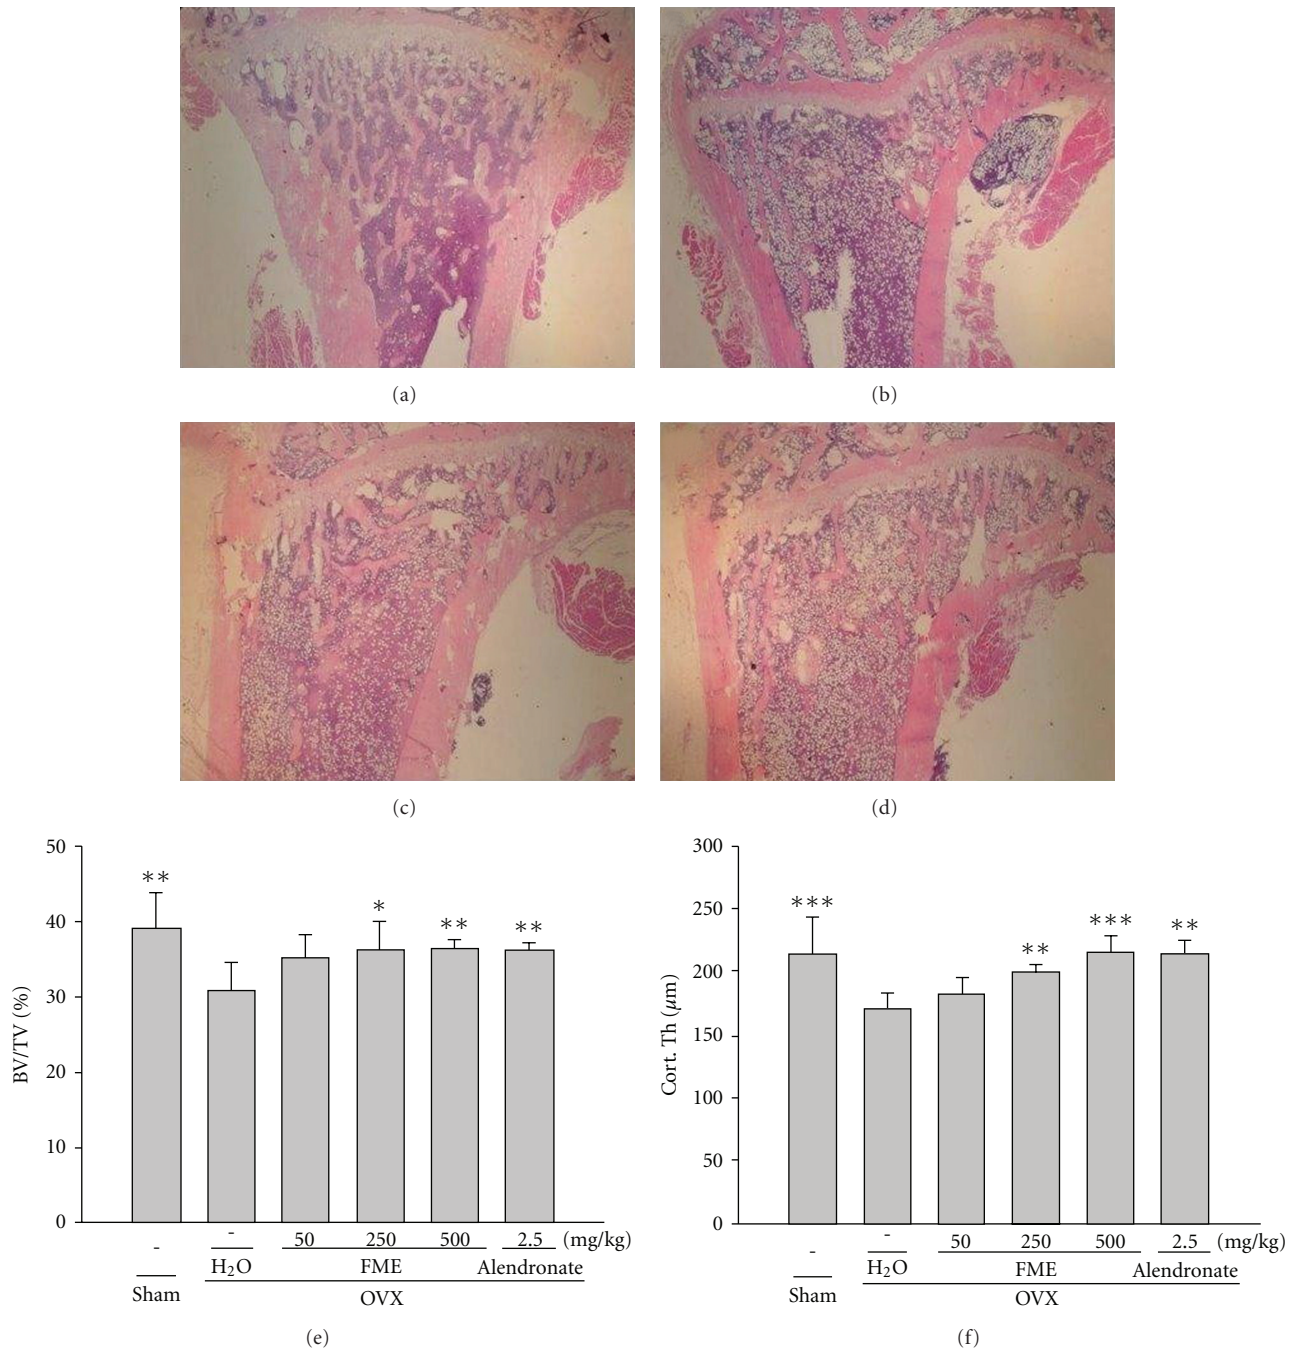 (a)
(b)
(c)
(d)
50
40
30
20
10
0
BV/TV (%)
**
*
**
**
-
-
50
250
500
2.5
(mg/kg)
H₂O
FME
Alendronate
Sham
OVX
(e)
300
250
200
150
100
50
0
Cort. Th (μm)
***
**
***
**
-
-
50
250
500
2.5
(mg/kg)
H₂O
FME
Alendronate
Sham
OVX
(f)